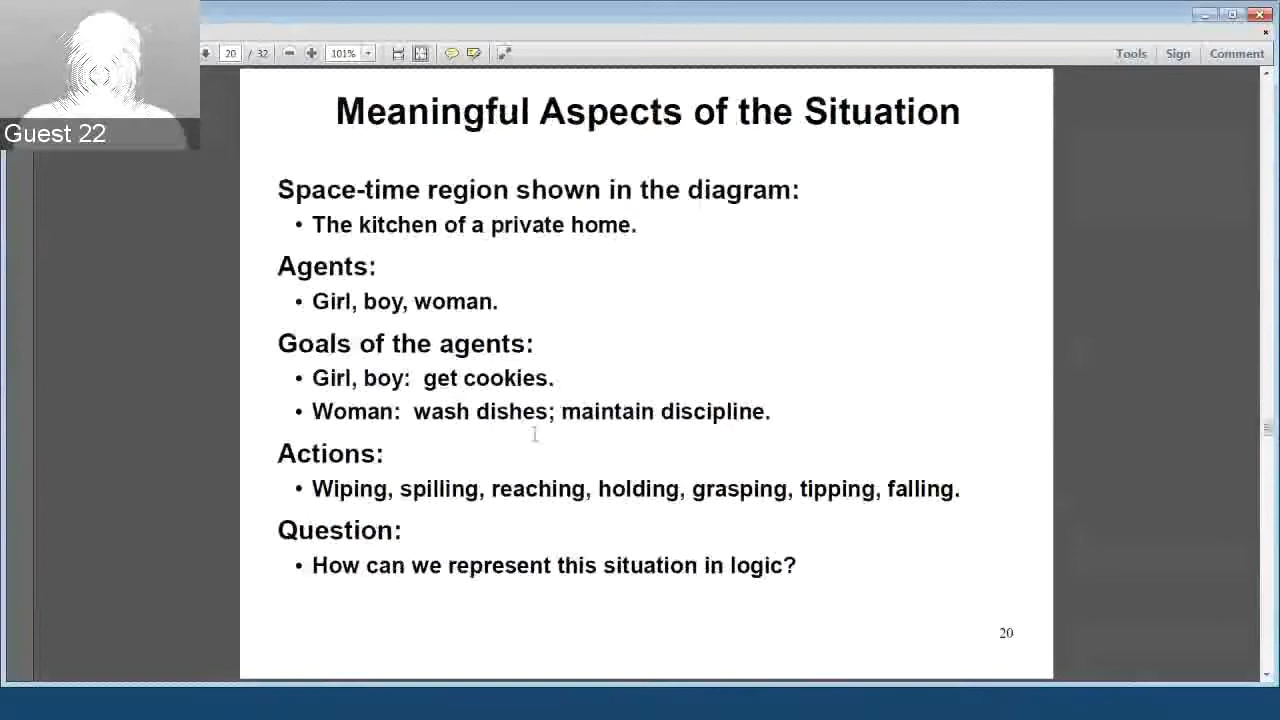 20 / 32 101% Tools Sign Comment
Guest 22
Meaningful Aspects of the Situation
Space-time region shown in the diagram:
• The kitchen of a private home.
Agents:
• Girl, boy, woman.
Goals of the agents:
• Girl, boy: get cookies.
• Woman: wash dishes; maintain discipline.
Actions:
• Wiping, spilling, reaching, holding, grasping, tipping, falling.
Question:
• How can we represent this situation in logic?
20